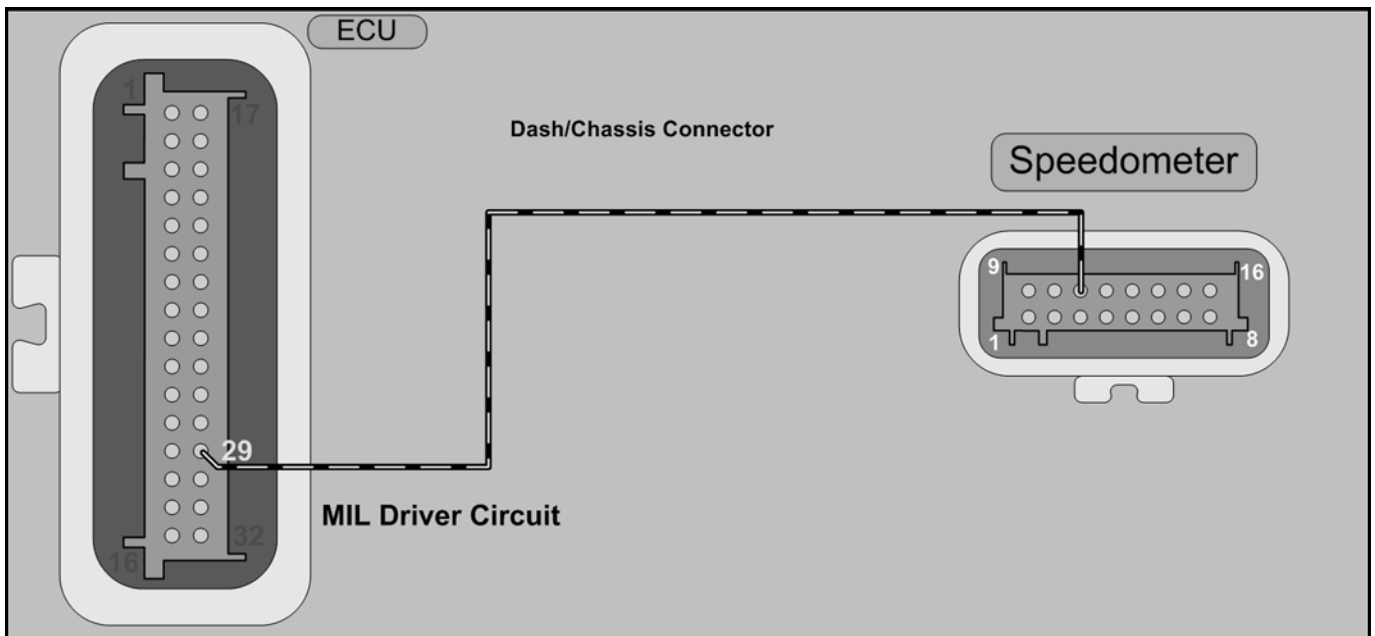 ECU
1
17
Dash/Chassis Connector
Speedometer
9
16
1
8
29
MIL Driver Circuit
32
16